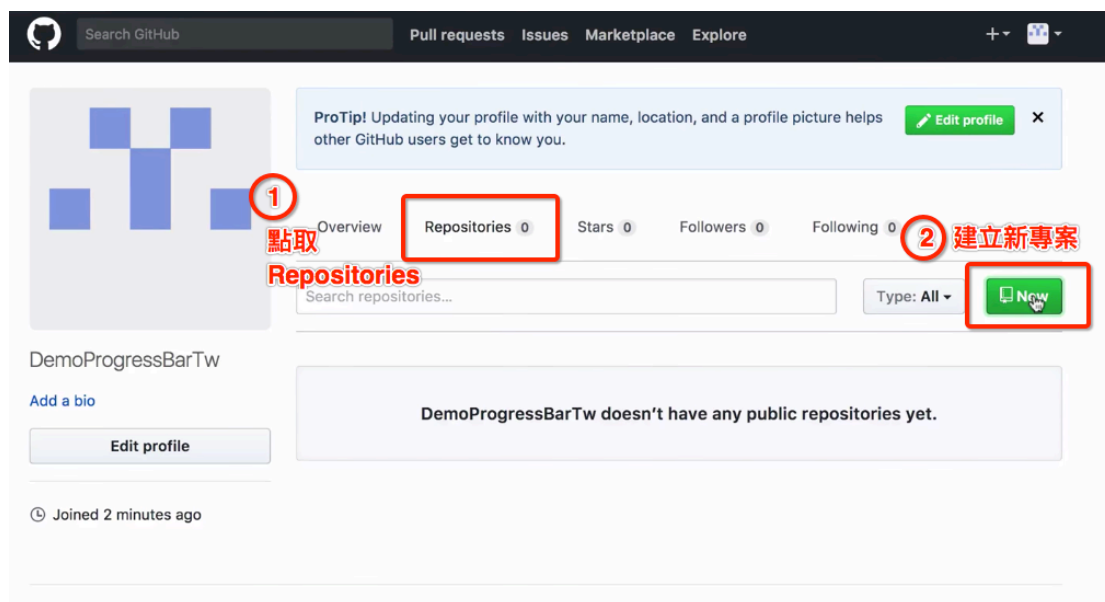 Search GitHub
Pull requests Issues Marketplace Explore
ProTip! Updating your profile with your name, location, and a profile picture helps
other GitHub users get to know you.
Edit profile
1
點取
Repositories
Overview
Repositories 0
Stars 0
Followers 0
Following 0
2 建立新專案
Search repositories...
Type: All
New
DemoProgressBarTw
Add a bio
Edit profile
Joined 2 minutes ago
DemoProgressBarTw doesn’t have any public repositories yet.